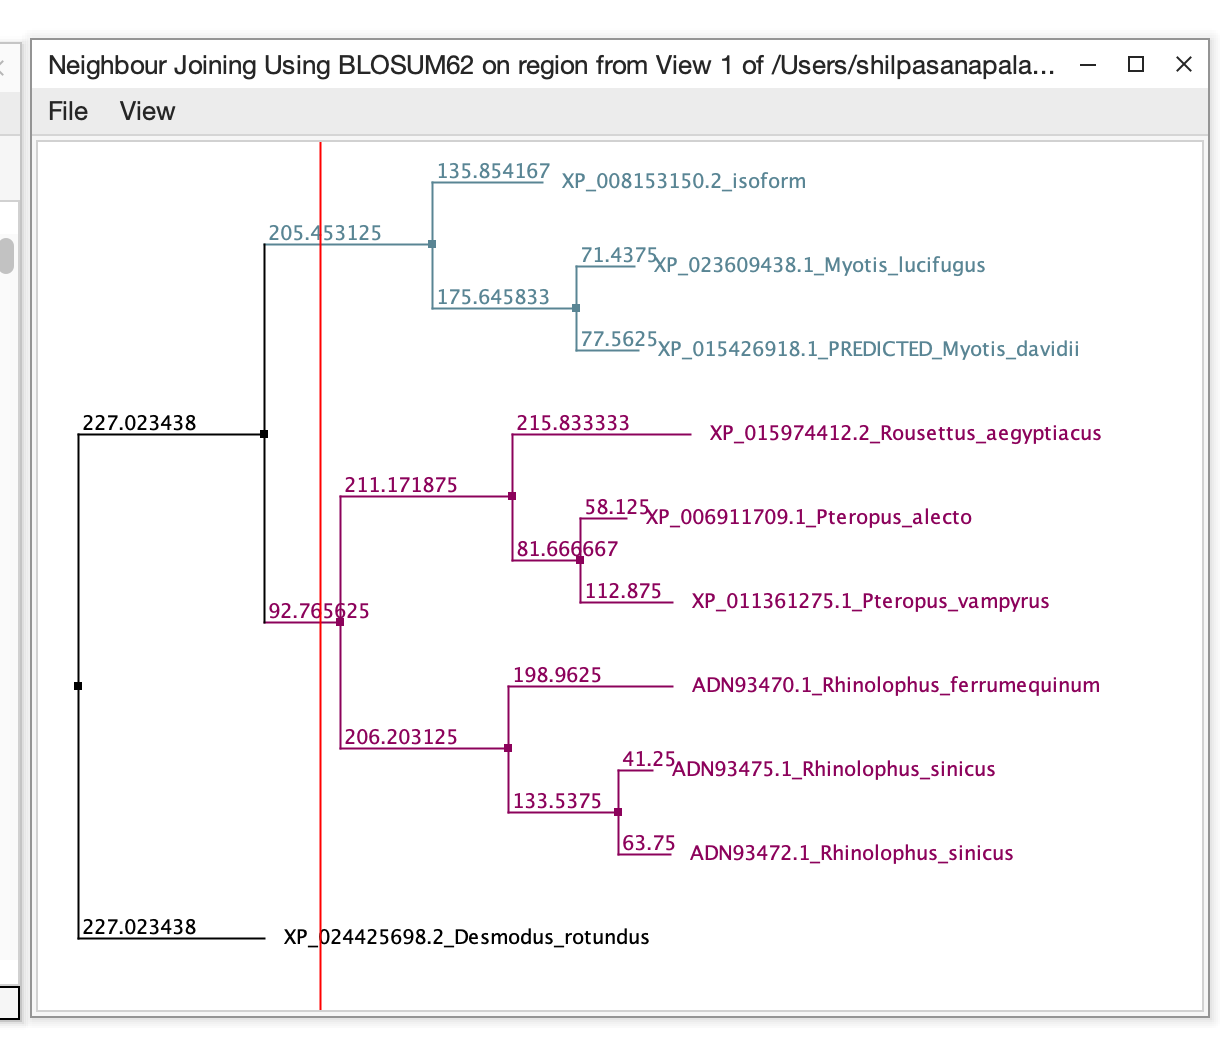 Neighbour Joining Using BLOSUM62 on region from View 1 of /Users/shilpasanapala...
File View
135.854167
XP_008153150.2_isoform
205.453125
71.4375
XP_023609438.1_Myotis_lucifugus
175.645833
77.5625
XP_015426918.1_PREDICTED_Myotis_davidii
227.023438
215.833333
XP_015974412.2_Rousettus_aegyptiacus
211.171875
58.125
XP_006911709.1_Pteropus_alecto
81.666667
112.875
XP_011361275.1_Pteropus_vampyrus
92.765625
198.9625
ADN93470.1_Rhinolophus_ferrumequinum
206.203125
41.25
ADN93475.1_Rhinolophus_sinicus
133.5375
63.75
ADN93472.1_Rhinolophus_sinicus
227.023438
XP_024425698.2_Desmodus_rotundus